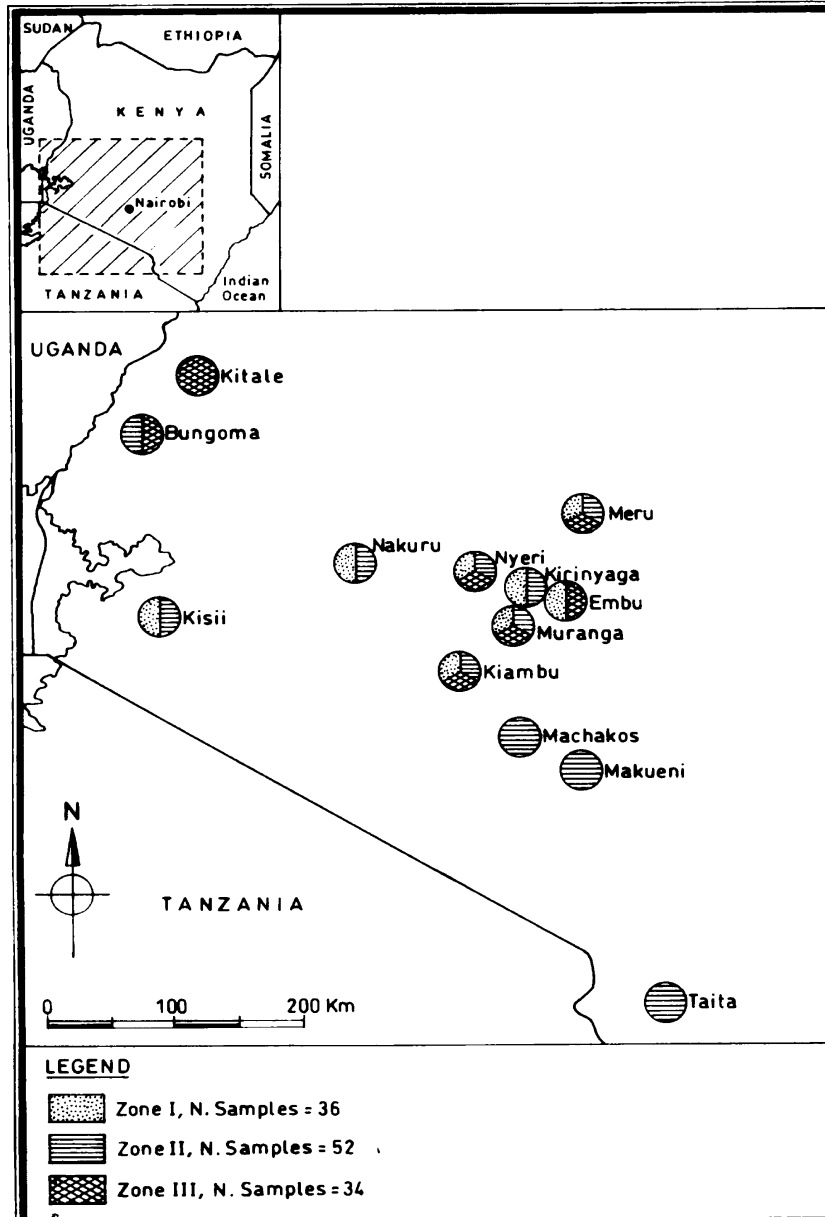 SUDAN
ETHIOPIA
UGANDA
KENYA
SOMALIA
Nairobi
TANZANIA
Indian
Ocean
UGANDA
Kitale
Bungoma
Meru
Nakuru
Nyeri
Kirinyaga
Embu
Kisii
Muranga
Kiambu
Machakos
Makueni
N
TANZANIA
0 100 200 Km
Taita
LEGEND
Zone I, N. Samples = 36
Zone II, N. Samples = 52
Zone III, N. Samples = 34